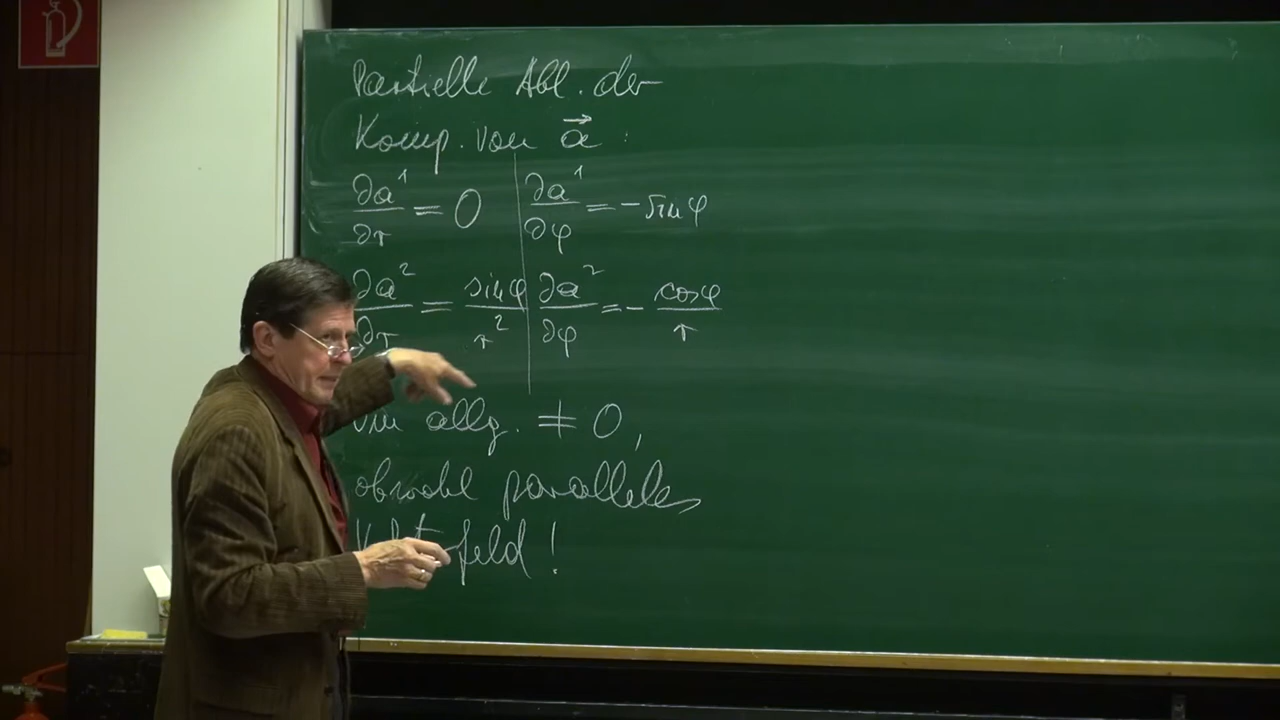 Partielle Abl. der
Komp. von a⃗ :
∂a¹/∂r = 0 | ∂a¹/∂φ = - sin φ
∂a²/∂r = sin φ/r² | ∂a²/∂φ = - cos φ/r
im allg. ≠ 0,
obwohl paralleles
feld !